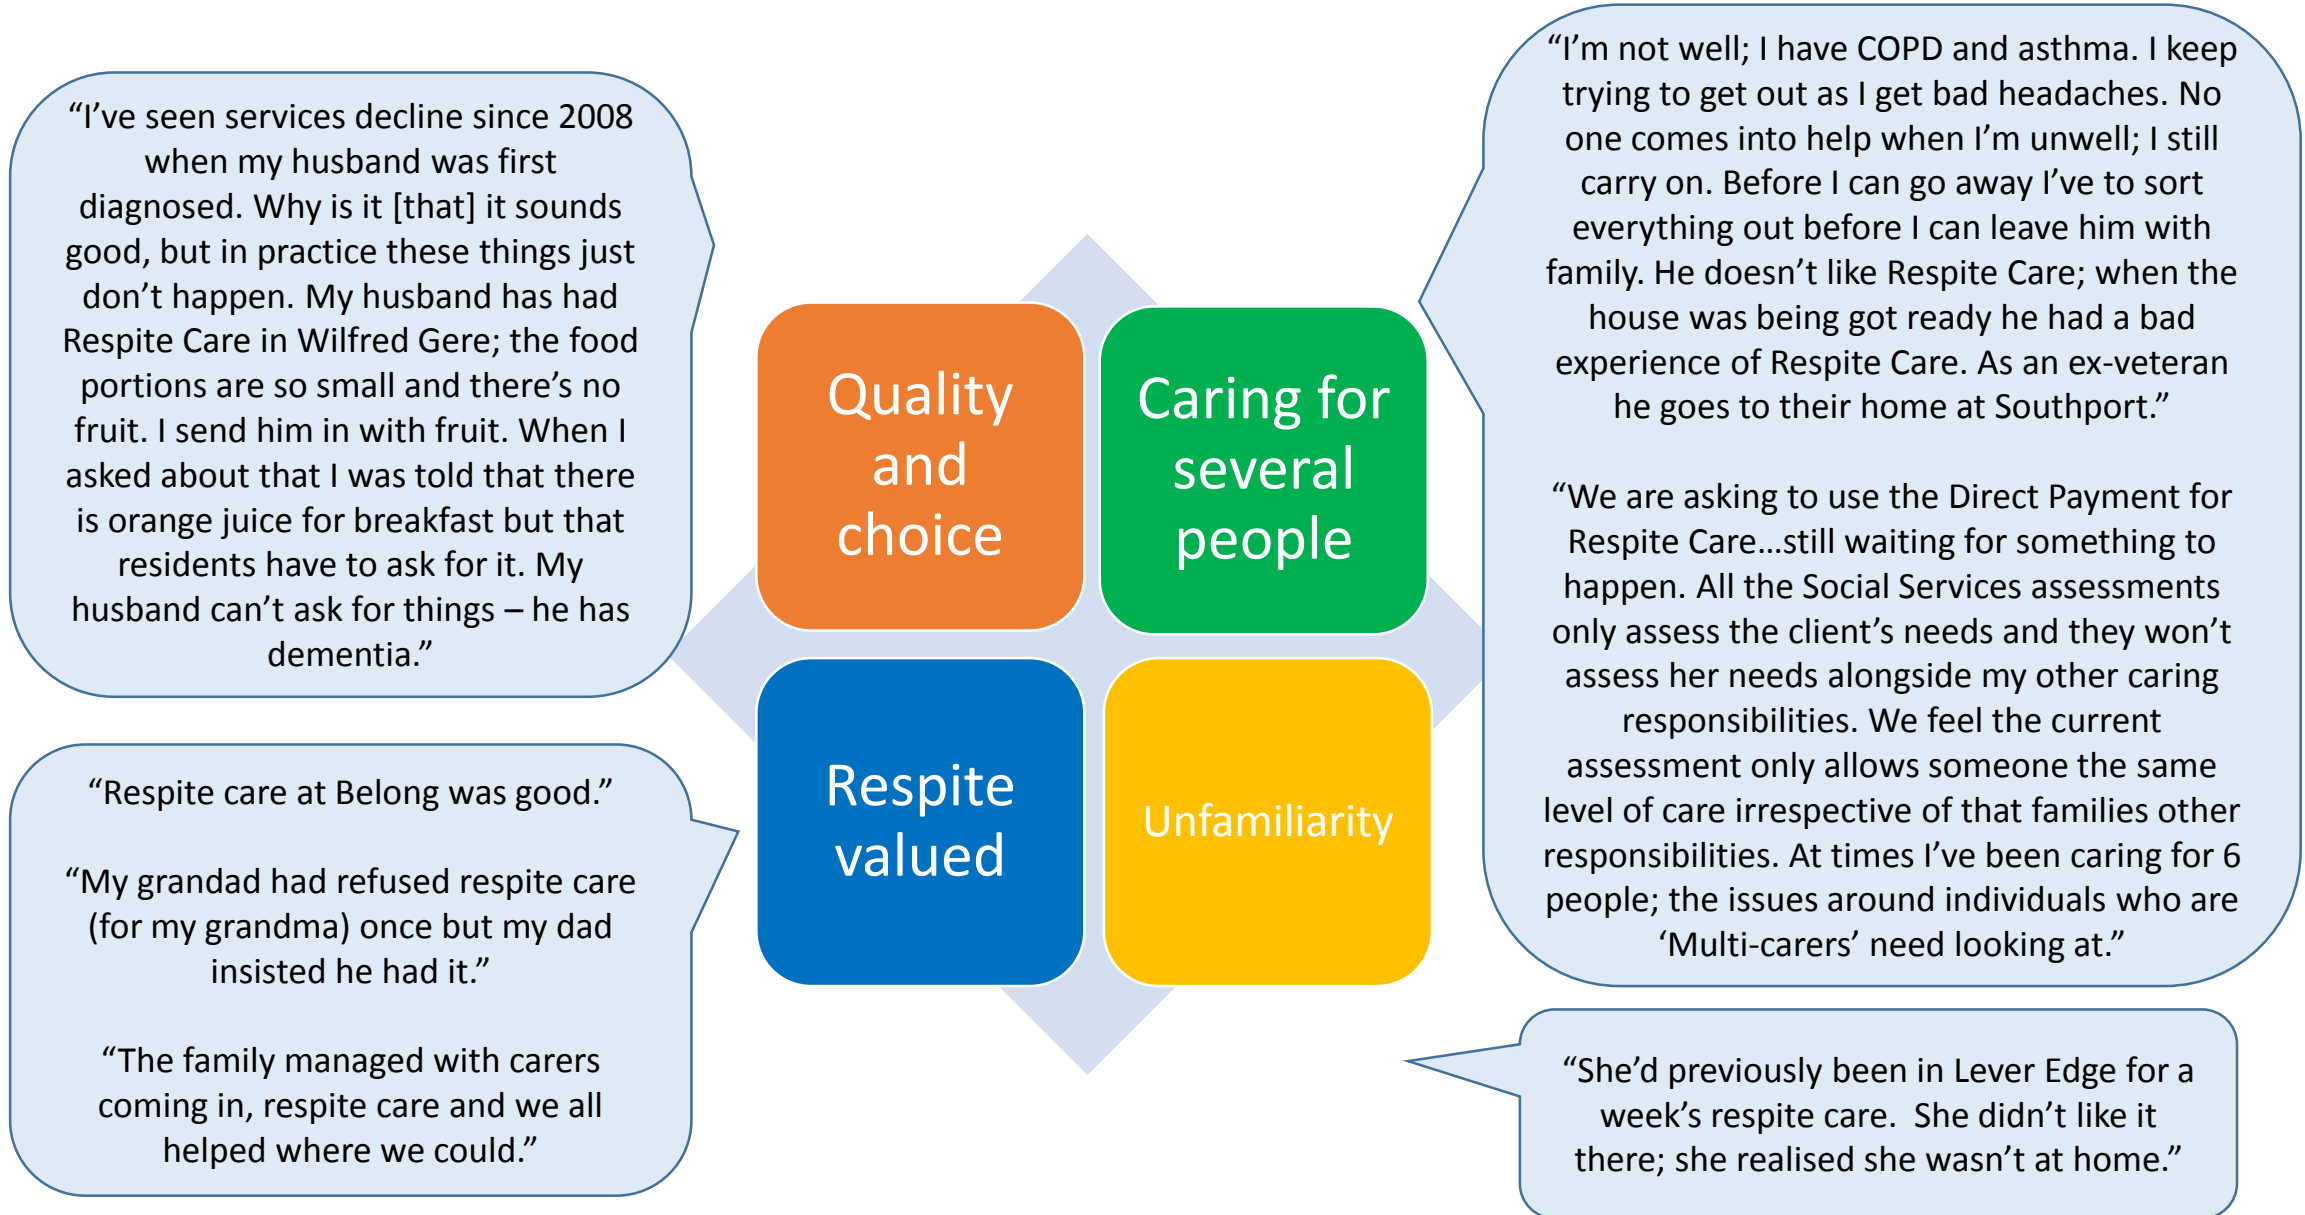 “I’ve seen services decline since 2008
when my husband was first
diagnosed. Why is it [that] it sounds
good, but in practice these things just
don’t happen. My husband has had
Respite Care in Wilfred Gere; the food
portions are so small and there’s no
fruit. I send him in with fruit. When I
asked about that I was told that there
is orange juice for breakfast but that
residents have to ask for it. My
husband can’t ask for things – he has
dementia.”
“Respite care at Belong was good.”
“My grandad had refused respite care
(for my grandma) once but my dad
insisted he had it.”
“The family managed with carers
coming in, respite care and we all
helped where we could.”
Quality
and
choice
Caring for
several
people
Respite
valued
Unfamiliarity
“I’m not well; I have COPD and asthma. I keep
trying to get out as I get bad headaches. No
one comes into help when I’m unwell; I still
carry on. Before I can go away I’ve to sort
everything out before I can leave him with
family. He doesn’t like Respite Care; when the
house was being got ready he had a bad
experience of Respite Care. As an ex-veteran
he goes to their home at Southport.”
“We are asking to use the Direct Payment for
Respite Care…still waiting for something to
happen. All the Social Services assessments
only assess the client’s needs and they won’t
assess her needs alongside my other caring
responsibilities. We feel the current
assessment only allows someone the same
level of care irrespective of that families other
responsibilities. At times I’ve been caring for 6
people; the issues around individuals who are
‘Multi-carers’ need looking at.”
“She’d previously been in Lever Edge for a
week’s respite care.  She didn’t like it
there; she realised she wasn’t at home.”